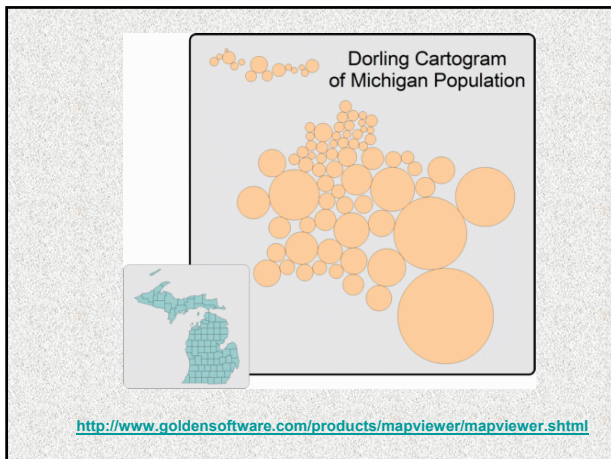 Dorling Cartogram
of Michigan Population
http://www.goldensoftware.com/products/mapviewer/mapviewer.shtml